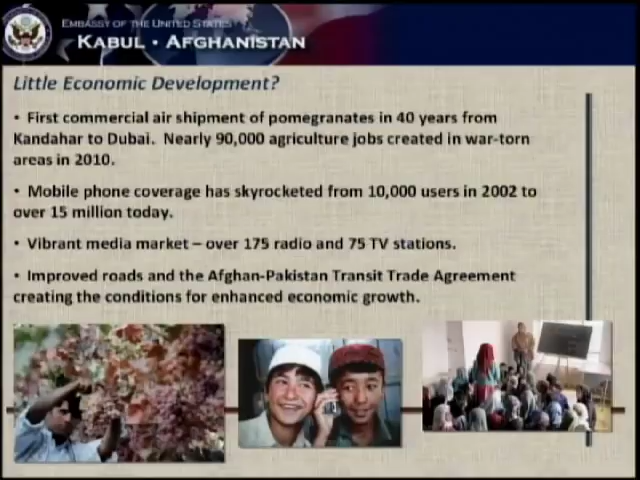 EMBASSY OF THE UNITED STATES
KABUL • AFGHANISTAN
Little Economic Development?
• First commercial air shipment of pomegranates in 40 years from
Kandahar to Dubai. Nearly 90,000 agriculture jobs created in war-torn
areas in 2010.
• Mobile phone coverage has skyrocketed from 10,000 users in 2002 to
over 15 million today.
• Vibrant media market – over 175 radio and 75 TV stations.
• Improved roads and the Afghan-Pakistan Transit Trade Agreement
creating the conditions for enhanced economic growth.